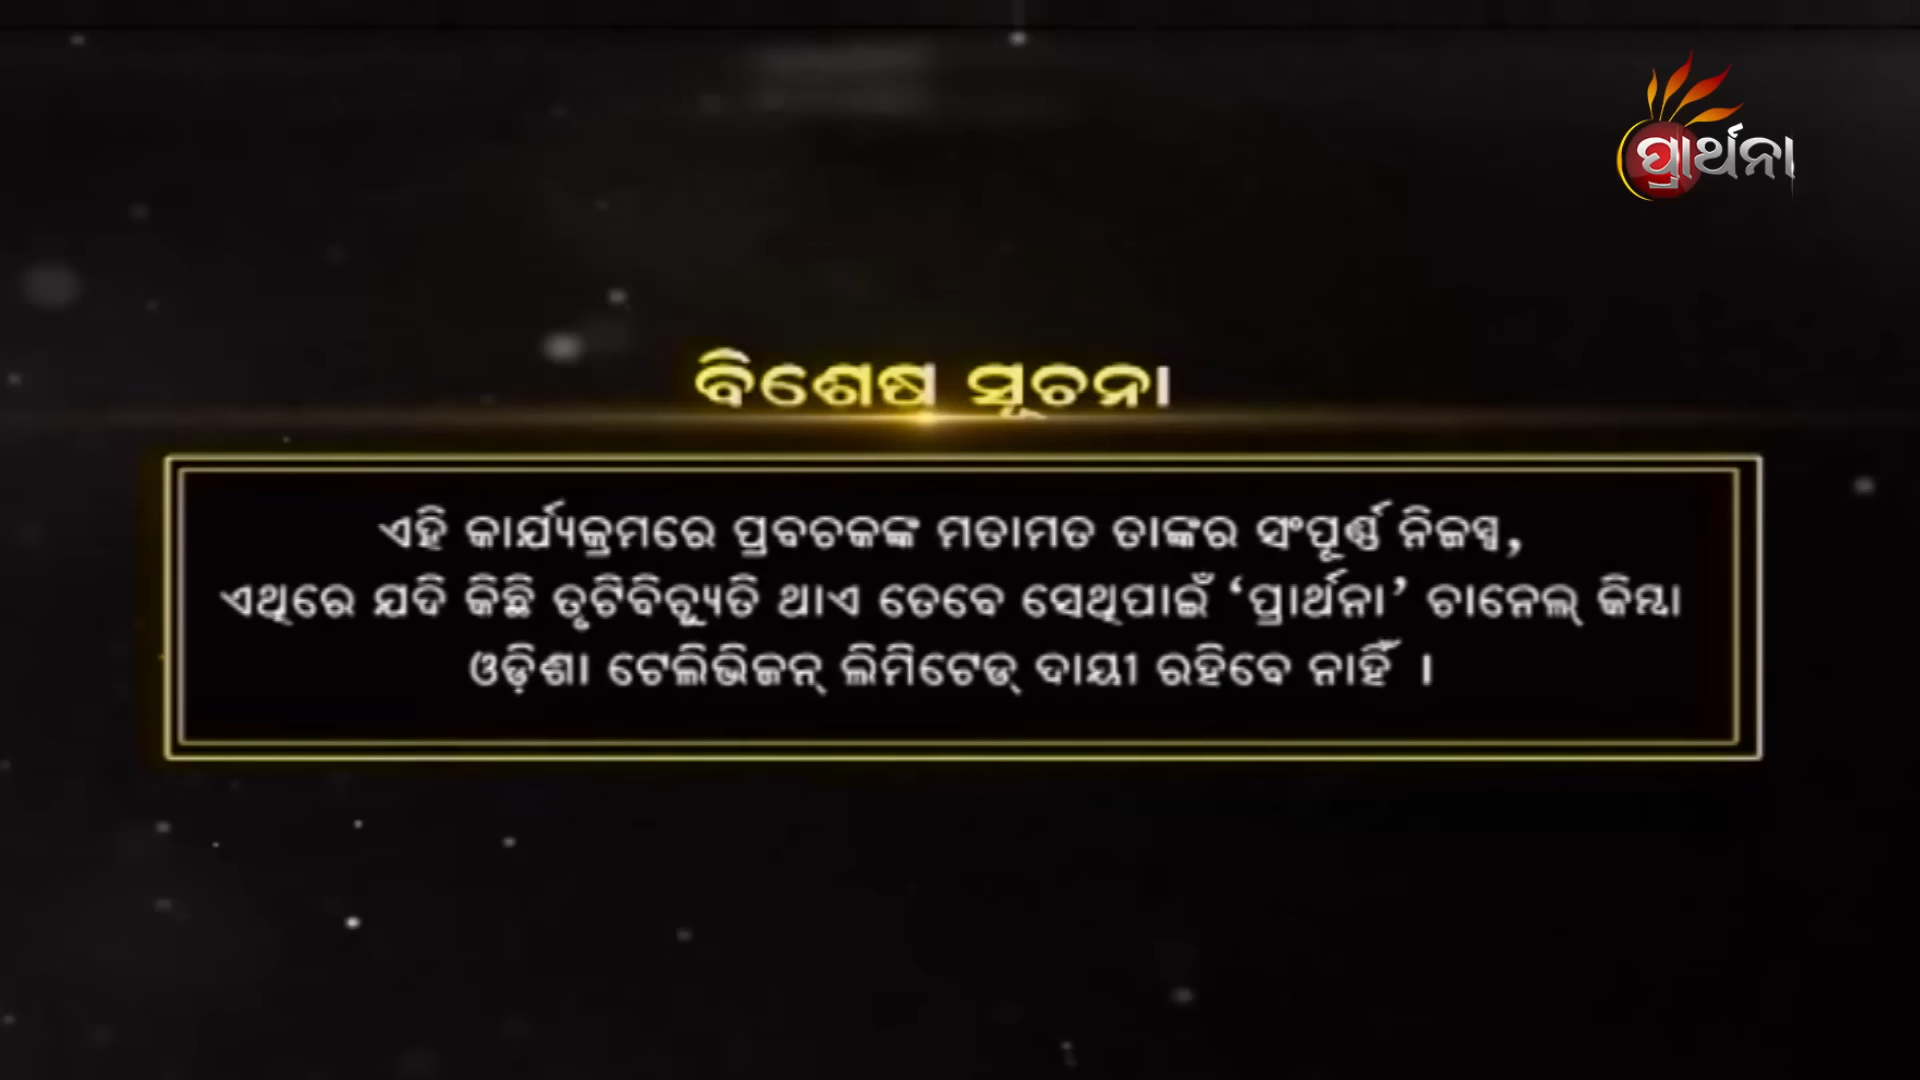 ପ୍ରାର୍ଥନା
ବିଶେଷ ସୂଚନା
ଏହି କାର୍ଯ୍ୟକ୍ରମରେ ପ୍ରବଚକଙ୍କ ମତାମତ ତାଙ୍କର ସଂପୂର୍ଣ୍ଣ ନିଜସ୍ୱ,
ଏଥିରେ ଯଦି କିଛି ତୃଟିବିଚ୍ୟୁତି ଥାଏ ତେବେ ସେଥିପାଇଁ ‘ପ୍ରାର୍ଥନା’ ଚାନେଲ୍ କିମ୍ବା
ଓଡ଼ିଶା ଟେଲିଭିଜନ୍ ଲିମିଟେଡ୍ ଦାୟୀ ରହିବେ ନାହିଁ ।